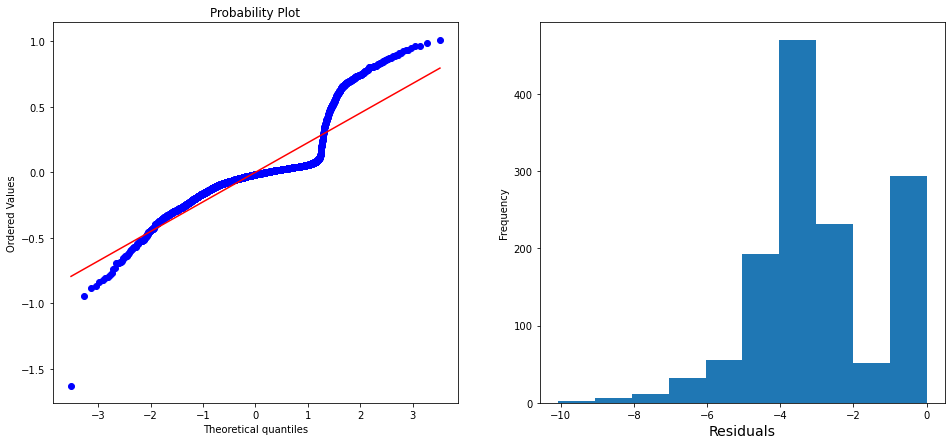 Probability Plot
Ordered Values
1.0
0.5
0.0
−0.5
−1.0
−1.5
−3 −2 −1 0 1 2 3
Theoretical quantiles
Frequency
400
300
200
100
0
−10 −8 −6 −4 −2 0
Residuals